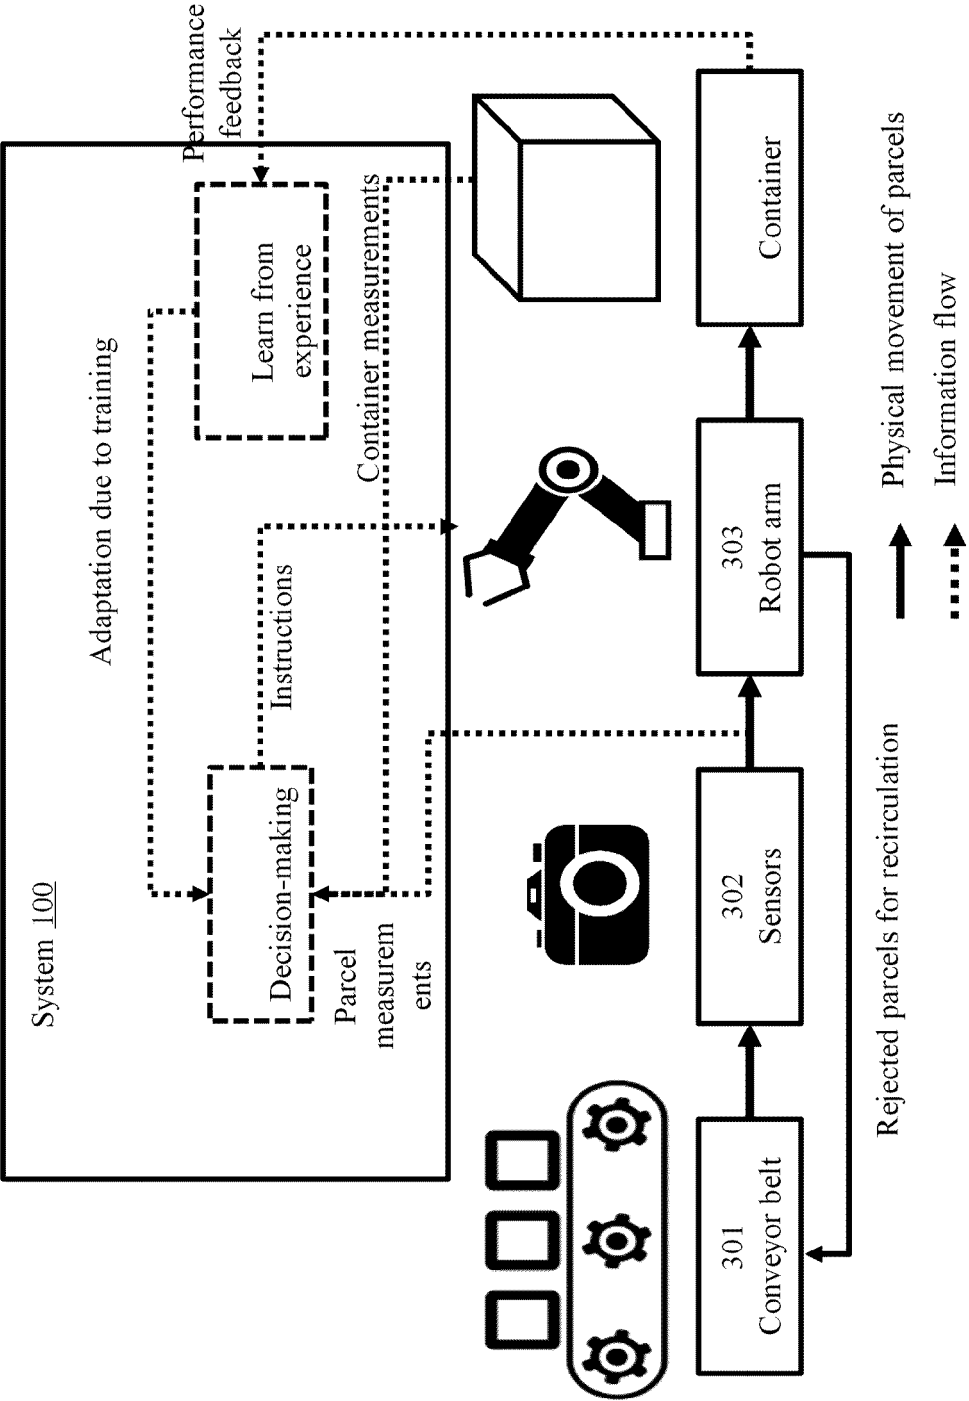 System 100
Adaptation due to training
Performance
feedback
Learn from
experience
Decision-making
Instructions
Container measurements
Parcel
measurem
ents
301
Conveyor belt
302
Sensors
303
Robot arm
Container
Rejected parcels for recirculation
Physical movement of parcels
Information flow